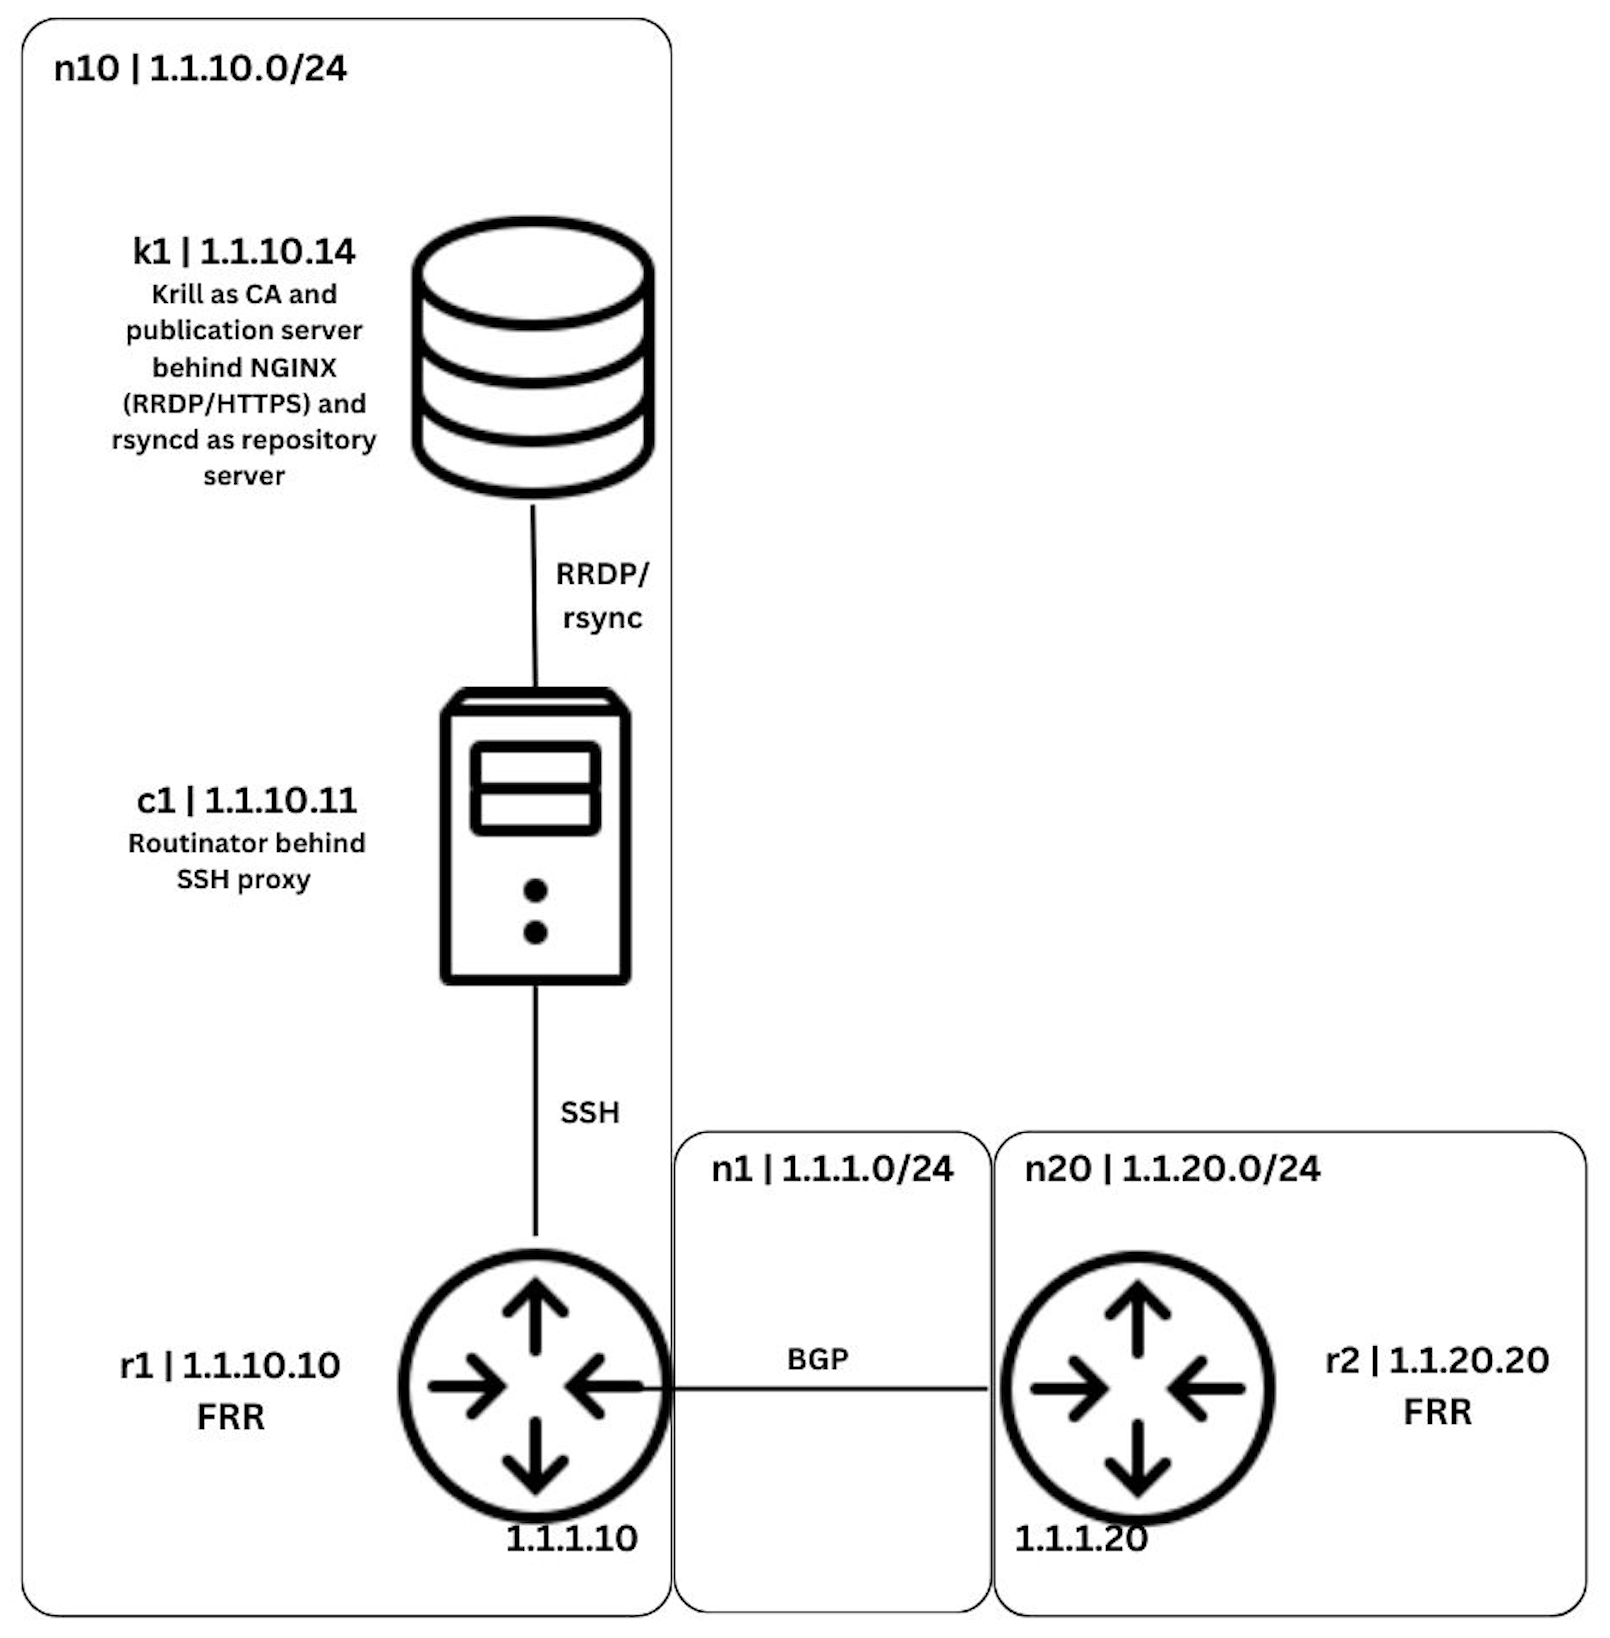 n10 | 1.1.10.0/24
k1 | 1.1.10.14
Krill as CA and
publication server
behind NGINX
(RRDP/HTTPS) and
rsyncd as repository
server
RRDP/
rsync
c1 | 1.1.10.11
Routinator behind
SSH proxy
SSH
n1 | 1.1.1.0/24
n20 | 1.1.20.0/24
r1 | 1.1.10.10
FRR
BGP
r2 | 1.1.20.20
FRR
1.1.1.10
1.1.1.20